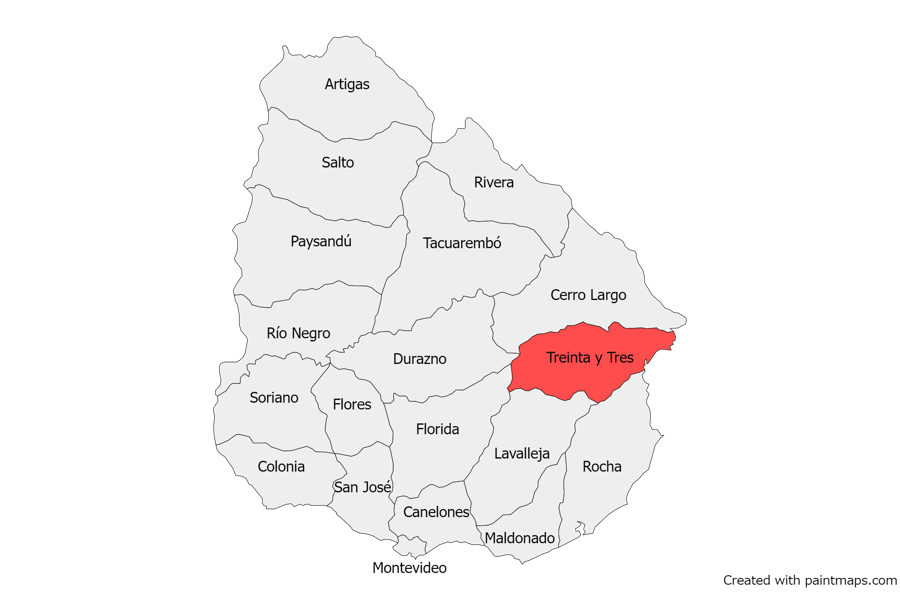 Artigas
Salto
Rivera
Paysandú
Tacuarembó
Cerro Largo
Río Negro
Durazno
Treinta y Tres
Soriano
Flores
Florida
Lavalleja
Colonia
Rocha
San José
Canelones
Maldonado
Montevideo
Created with paintmaps.com